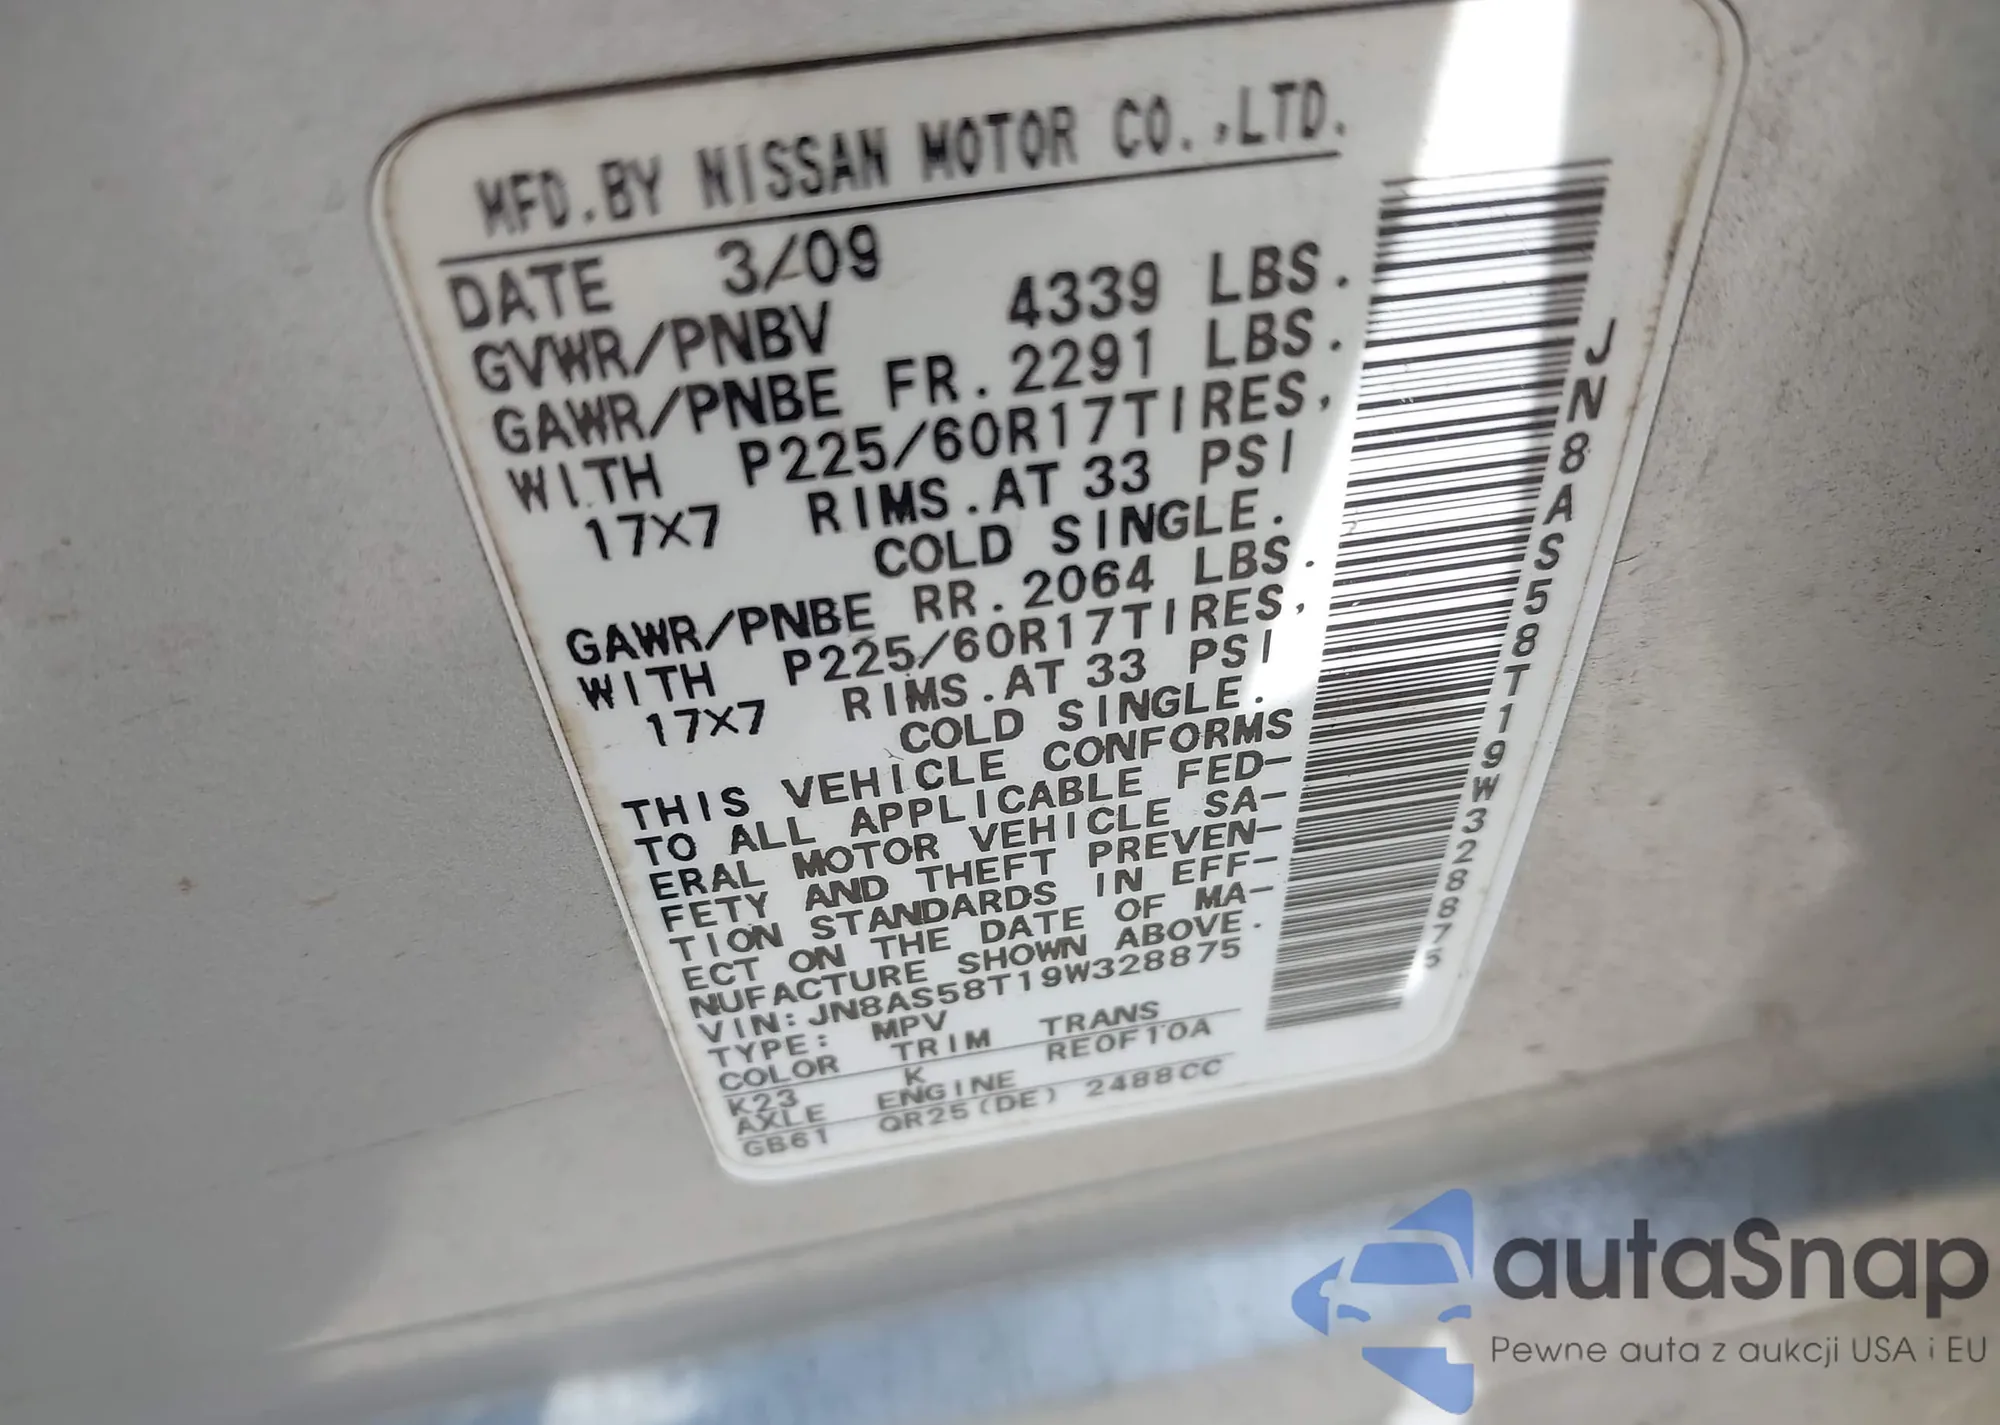 MFD.BY NISSAN MOTOR CO.,LTD.
DATE 3/09
GVWR/PNBV 4339 LBS.
GAWR/PNBE FR.2291 LBS.
WITH P225/60R17TIRES,
17X7 RIMS.AT 33 PSI
COLD SINGLE.
GAWR/PNBE RR.2064 LBS.
WITH P225/60R17TIRES,
17X7 RIMS.AT 33 PSI
COLD SINGLE.
THIS VEHICLE CONFORMS
TO ALL APPLICABLE FED-
ERAL MOTOR VEHICLE SA-
FETY AND THEFT PREVEN-
TION STANDARDS IN EFF-
ECT ON THE DATE OF MA-
NUFACTURE SHOWN ABOVE.
VIN:JN8AS58T19W328875
TYPE: MPV
COLOR TRIM TRANS
K23 K RE0F10A
AXLE ENGINE
GB61 QR25(DE) 2488CC
JN8AS58T19W328875
autaSnap
Pewne auta z aukcji USA i EU